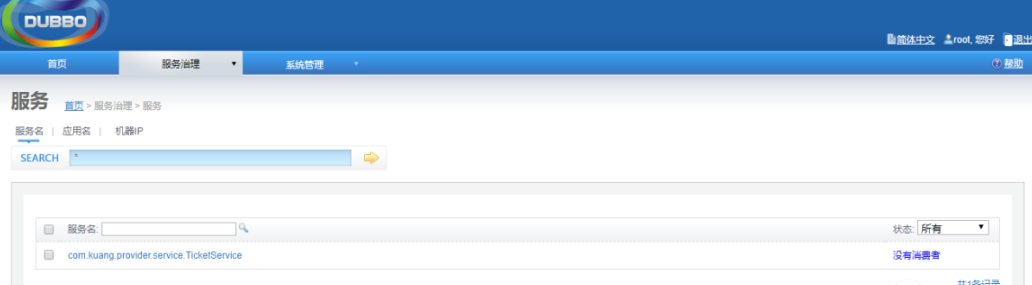 DUBBO
简体中文 root, 您好 退出
首页 服务治理 系统管理 帮助
服务 首页 > 服务治理 > 服务
服务名 | 应用名 | 机器IP
SEARCH *
服务名: 状态: 所有
com.kuang.provider.service.TicketService 没有消费者
共1条记录